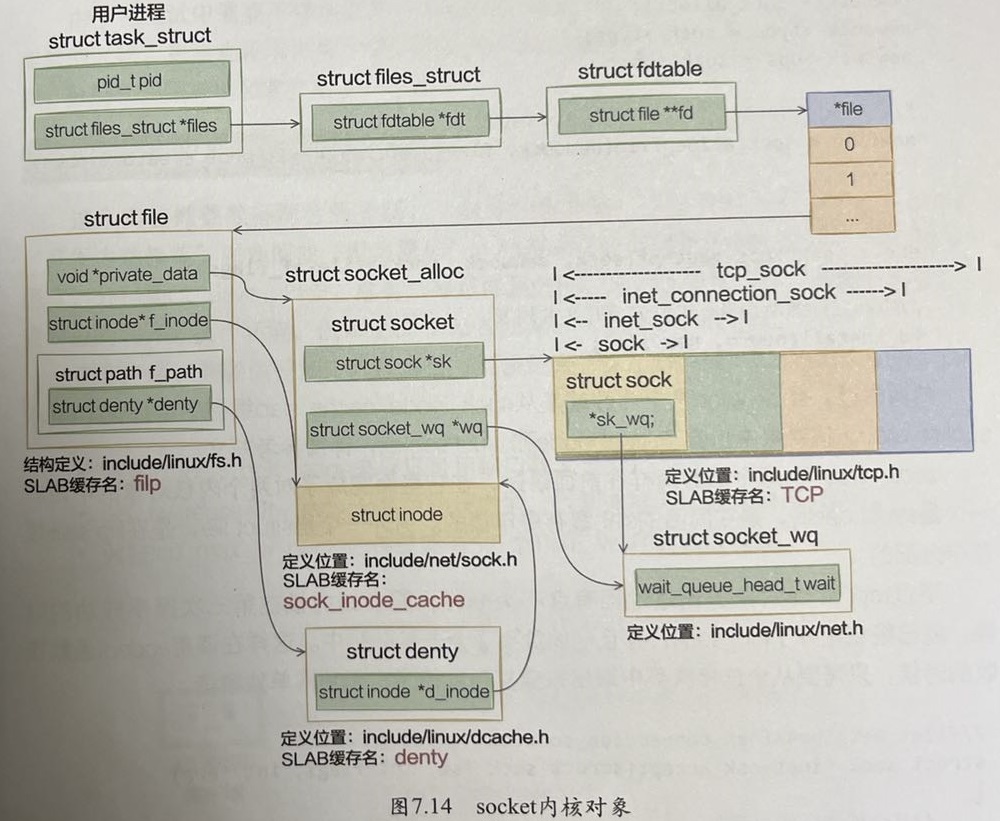 用户进程
struct task_struct
pid_t pid
struct files_struct *files
struct files_struct
struct fdtable *fdt
struct fdtable
struct file **fd
*file
0
1
...
struct file
void *private_data
struct inode* f_inode
struct path f_path
struct denty *denty
结构定义：include/linux/fs.h
SLAB缓存名：filp
struct socket_alloc
struct socket
struct sock *sk
struct socket_wq *wq
struct inode
定义位置：include/net/sock.h
SLAB缓存名：
sock_inode_cache
|<-------------------- tcp_sock -------------------->|
|<----- inet_connection_sock ------>|
|<-- inet_sock -->|
|<- sock ->|
struct sock
*sk_wq;
定义位置：include/linux/tcp.h
SLAB缓存名：TCP
struct socket_wq
wait_queue_head_t wait
定义位置：include/linux/net.h
struct denty
struct inode *d_inode
定义位置：include/linux/dcache.h
SLAB缓存名：denty
图7.14 socket内核对象